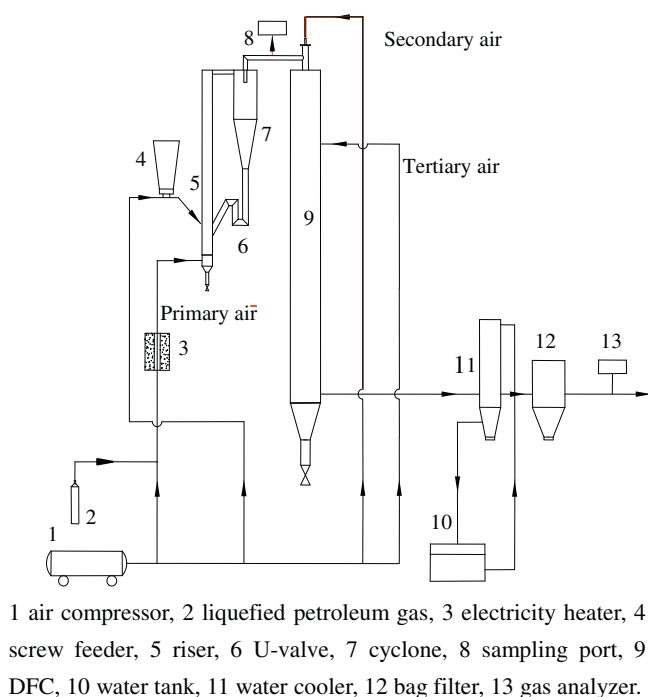 8
Secondary air
7
4
Tertiary air
5
9
6
Primary air
3
11
12
13
2
10
1
1 air compressor, 2 liquefied petroleum gas, 3 electricity heater, 4
screw feeder, 5 riser, 6 U-valve, 7 cyclone, 8 sampling port, 9
DFC, 10 water tank, 11 water cooler, 12 bag filter, 13 gas analyzer.